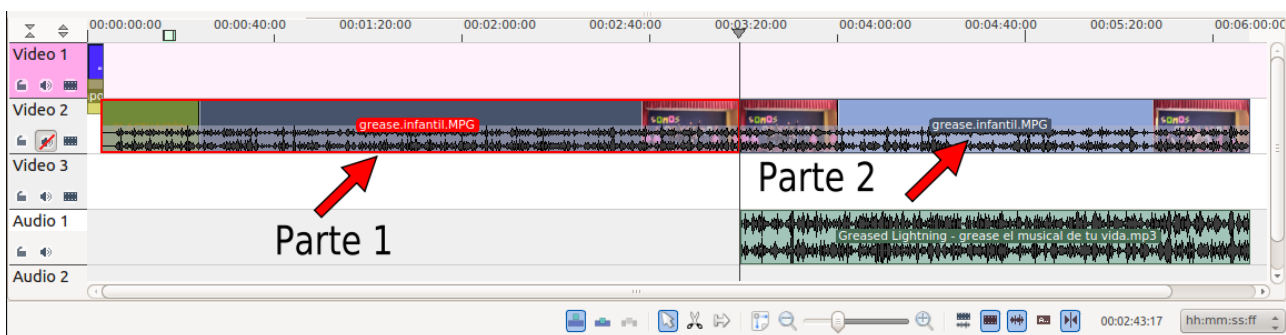 00:00:00:00 00:00:40:00 00:01:20:00 00:02:00:00 00:02:40:00 00:03:20:00 00:04:00:00 00:04:40:00 00:05:20:00 00:06:00:00
Video 1
po
Video 2
grease.infantil.MPG
SOMOS
SOMOS
grease.infantil.MPG
SOMOS
Video 3
Parte 2
Audio 1
Parte 1
Greased Lightning - grease el musical de tu vida.mp3
Audio 2
00:02:43:17 hh:mm:ss:ff